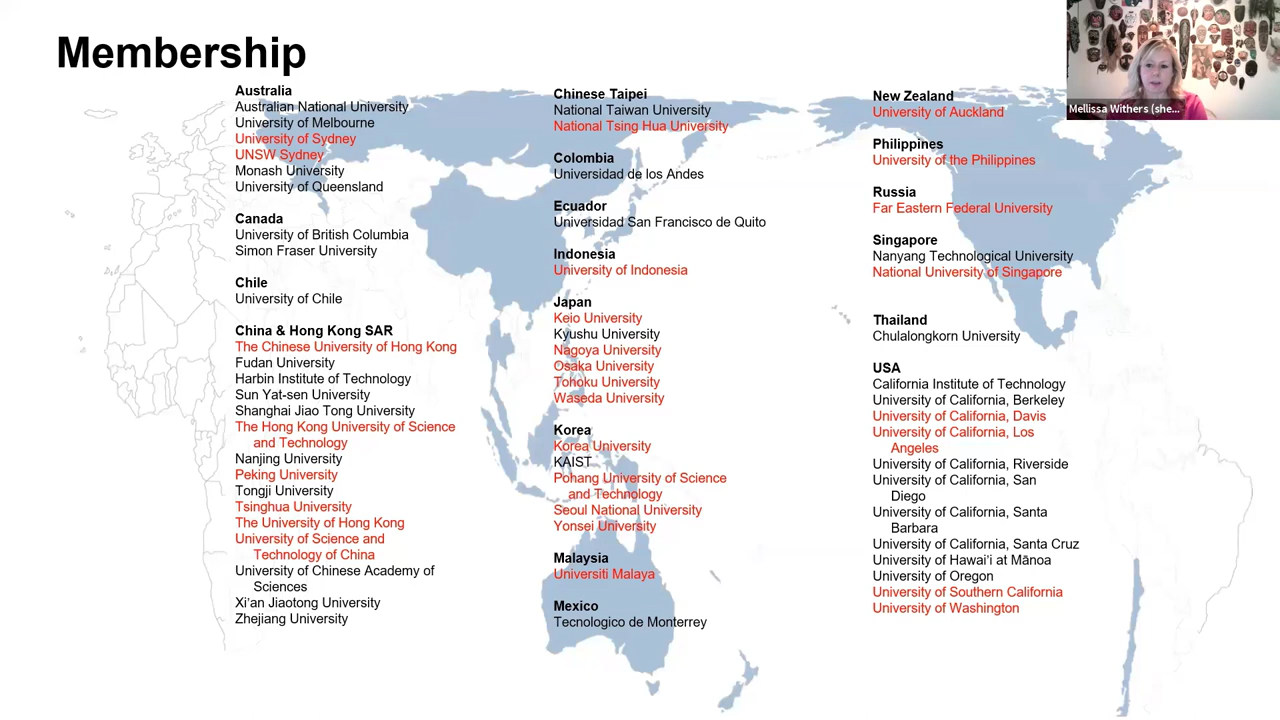 Membership
Australia
Australian National University
University of Melbourne
University of Sydney
UNSW Sydney
Monash University
University of Queensland
Canada
University of British Columbia
Simon Fraser University
Chile
University of Chile
China & Hong Kong SAR
The Chinese University of Hong Kong
Fudan University
Harbin Institute of Technology
Sun Yat-sen University
Shanghai Jiao Tong University
The Hong Kong University of Science
and Technology
Nanjing University
Peking University
Tongji University
Tsinghua University
The University of Hong Kong
University of Science and
Technology of China
University of Chinese Academy of
Sciences
Xi'an Jiaotong University
Zhejiang University
Chinese Taipei
National Taiwan University
National Tsing Hua University
Colombia
Universidad de los Andes
Ecuador
Universidad San Francisco de Quito
Indonesia
University of Indonesia
Japan
Keio University
Kyushu University
Nagoya University
Osaka University
Tohoku University
Waseda University
Korea
Korea University
KAIST
Pohang University of Science
and Technology
Seoul National University
Yonsei University
Malaysia
Universiti Malaya
Mexico
Tecnologico de Monterrey
New Zealand
University of Auckland
Philippines
University of the Philippines
Russia
Far Eastern Federal University
Singapore
Nanyang Technological University
National University of Singapore
Thailand
Chulalongkorn University
USA
California Institute of Technology
University of California, Berkeley
University of California, Davis
University of California, Los
Angeles
University of California, Riverside
University of California, San
Diego
University of California, Santa
Barbara
University of California, Santa Cruz
University of Hawai'i at Mānoa
University of Oregon
University of Southern California
University of Washington
Mellissa Withers (she...